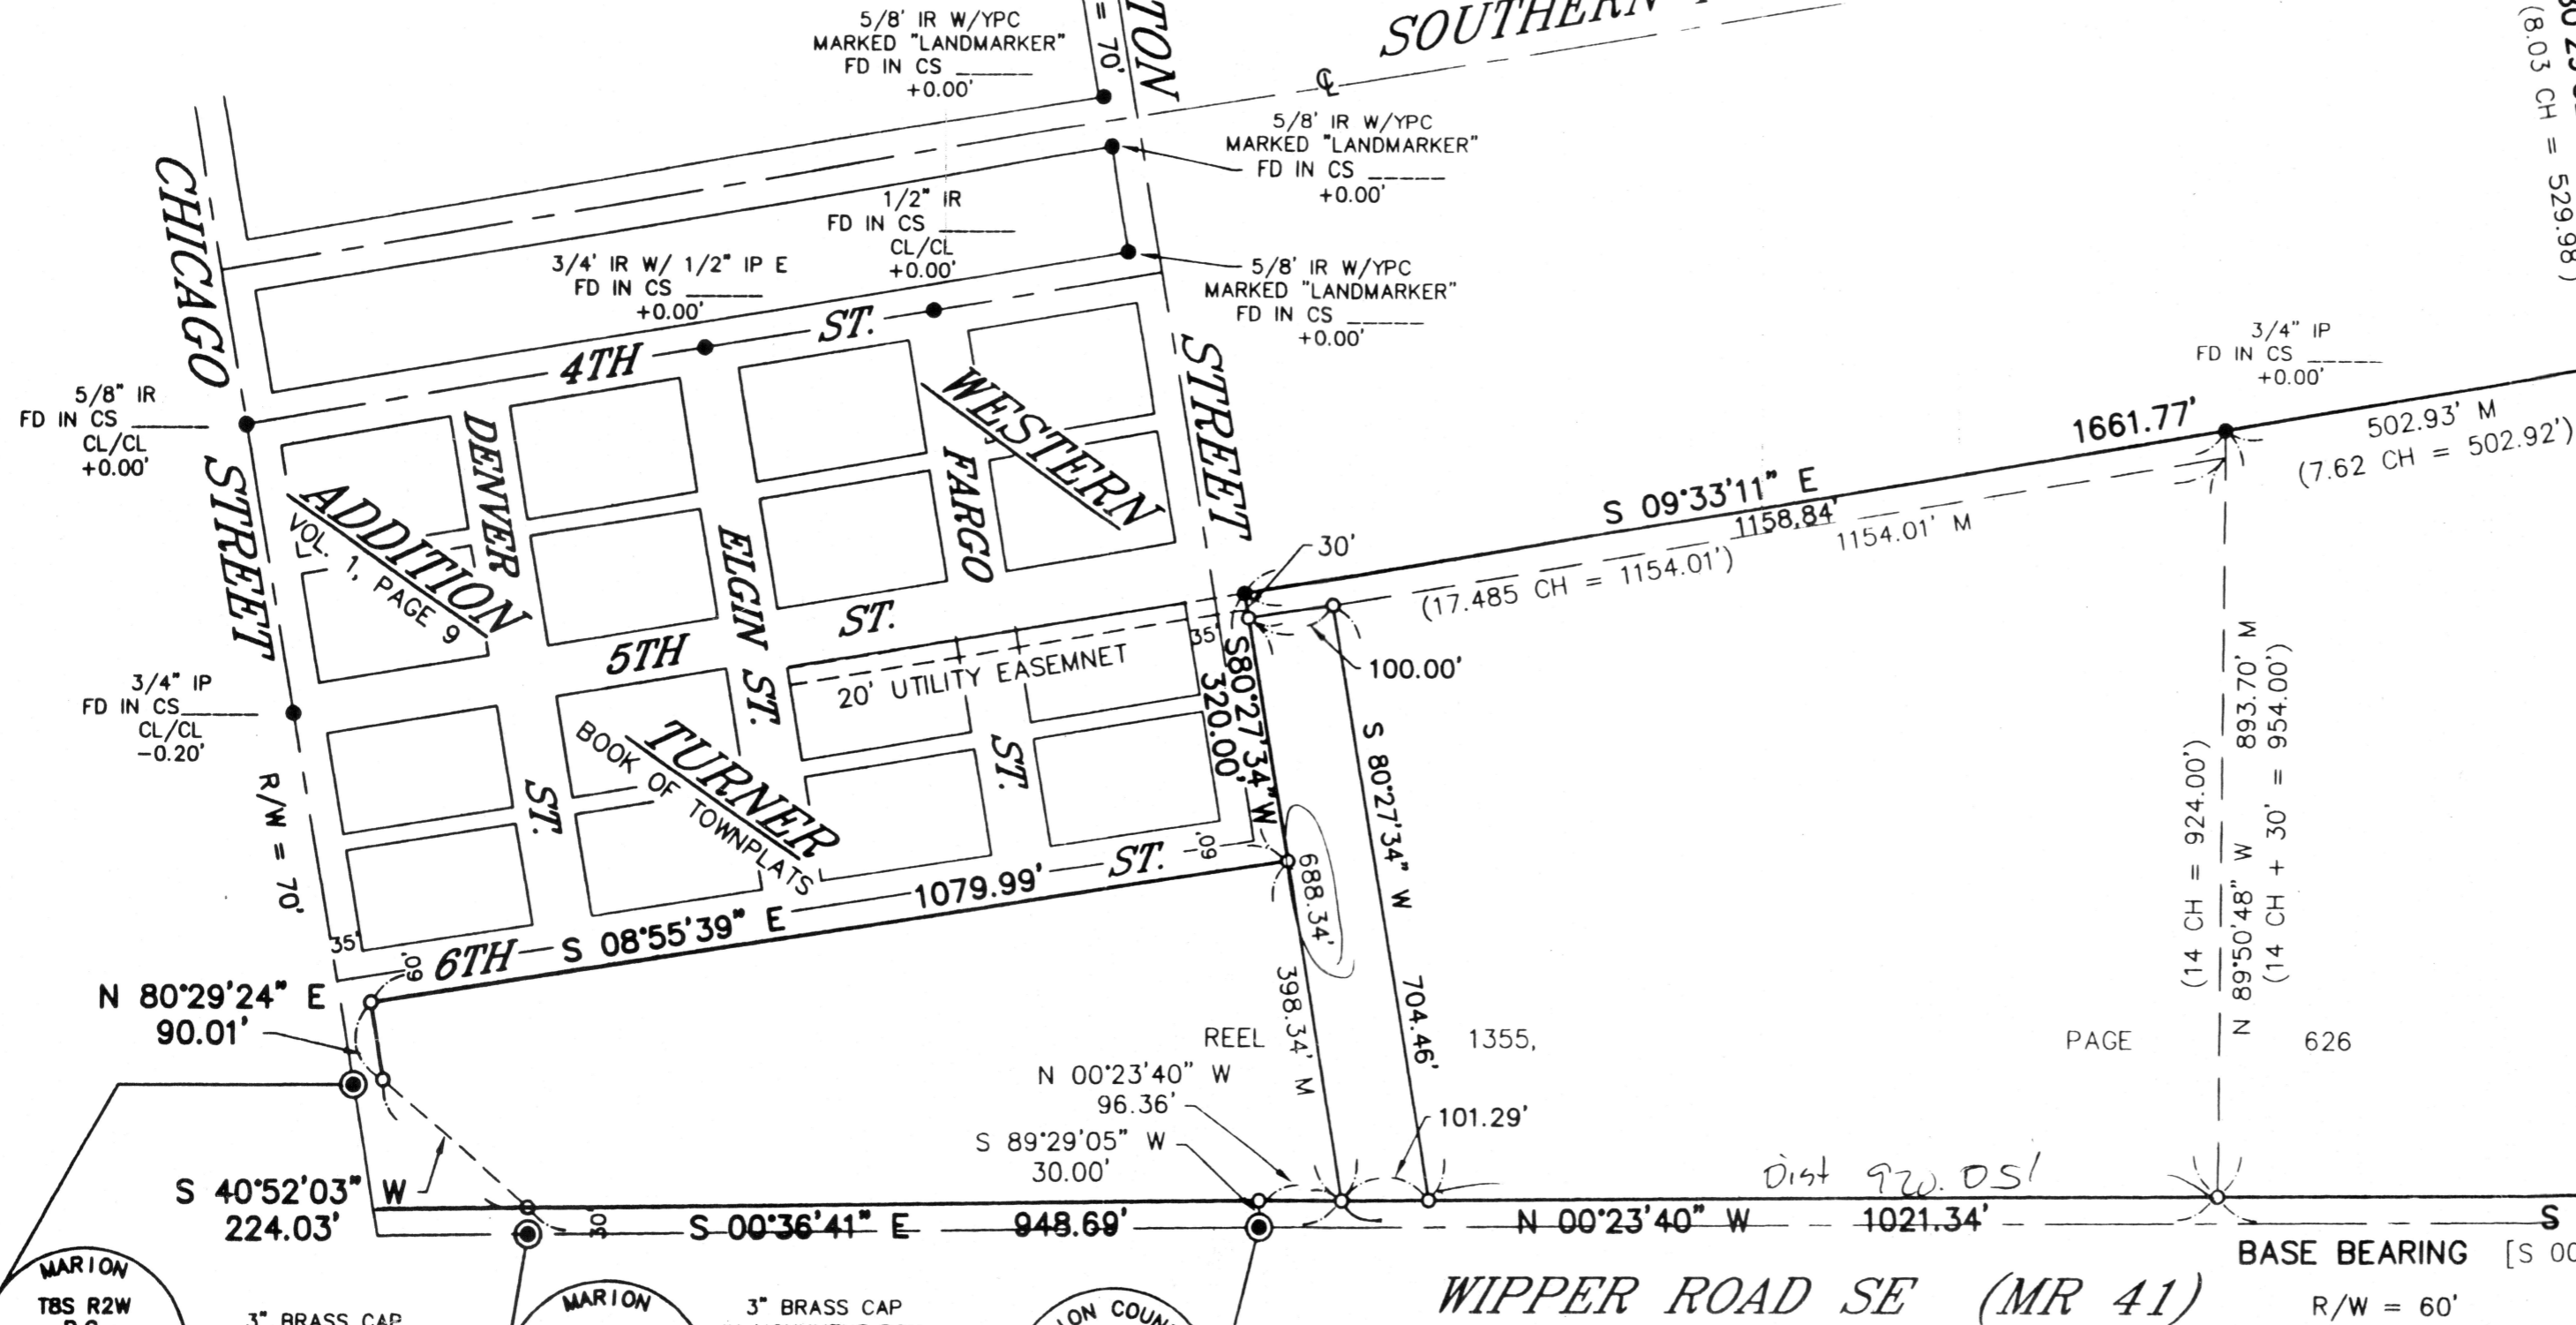 5/8' IR W/YPC
MARKED "LANDMARKER"
FD IN CS ______
+0.00'
= 70'
TON
SOUTHERN
(8.03 CH = 529.98')
℄
5/8' IR W/YPC
MARKED "LANDMARKER"
FD IN CS ______
+0.00'
CHICAGO STREET
1/2" IR
FD IN CS ______
CL/CL
+0.00'
3/4' IR W/ 1/2" IP E
FD IN CS ______
+0.00'
5/8' IR W/YPC
MARKED "LANDMARKER"
FD IN CS ______
+0.00'
4TH ST.
STREET
3/4" IP
FD IN CS ______
+0.00'
5/8" IR
FD IN CS ______
CL/CL
+0.00'
WESTERN
DENVER
ST.
FARGO
ST.
ELGIN ST.
ADDITION
VOL. 1, PAGE 9
1661.77'
502.93' M
(7.62 CH = 502.92')
S 09°33'11" E
1158.84'
1154.01' M
(17.485 CH = 1154.01')
30'
5TH ST.
35'
20' UTILITY EASEMNET
100.00'
S80°27'34" W
320.00'
3/4" IP
FD IN CS______
CL/CL
-0.20'
R/W = 70'
TURNER
BOOK OF TOWNPLATS
S 80°27'34" W
704.46'
688.34'
398.34' M
(14 CH = 924.00')
N 89°50'48" W 893.70' M
(14 CH + 30' = 954.00')
60'
6TH ST.
S 08°55'39" E 1079.99'
35'
60'
N 80°29'24" E
90.01'
REEL 1355, PAGE 626
N 00°23'40" W
96.36'
101.29'
S 89°29'05" W
30.00'
Dist 920.05'
S 40°52'03" W
224.03'
30'
S 00°36'41" E 948.69'
N 00°23'40" W 1021.34'
S
BASE BEARING [S 00
WIPPER ROAD SE (MR 41)
R/W = 60'
MARION
T8S R2W
3" BRASS CAP
MARION
3" BRASS CAP
ION COUN